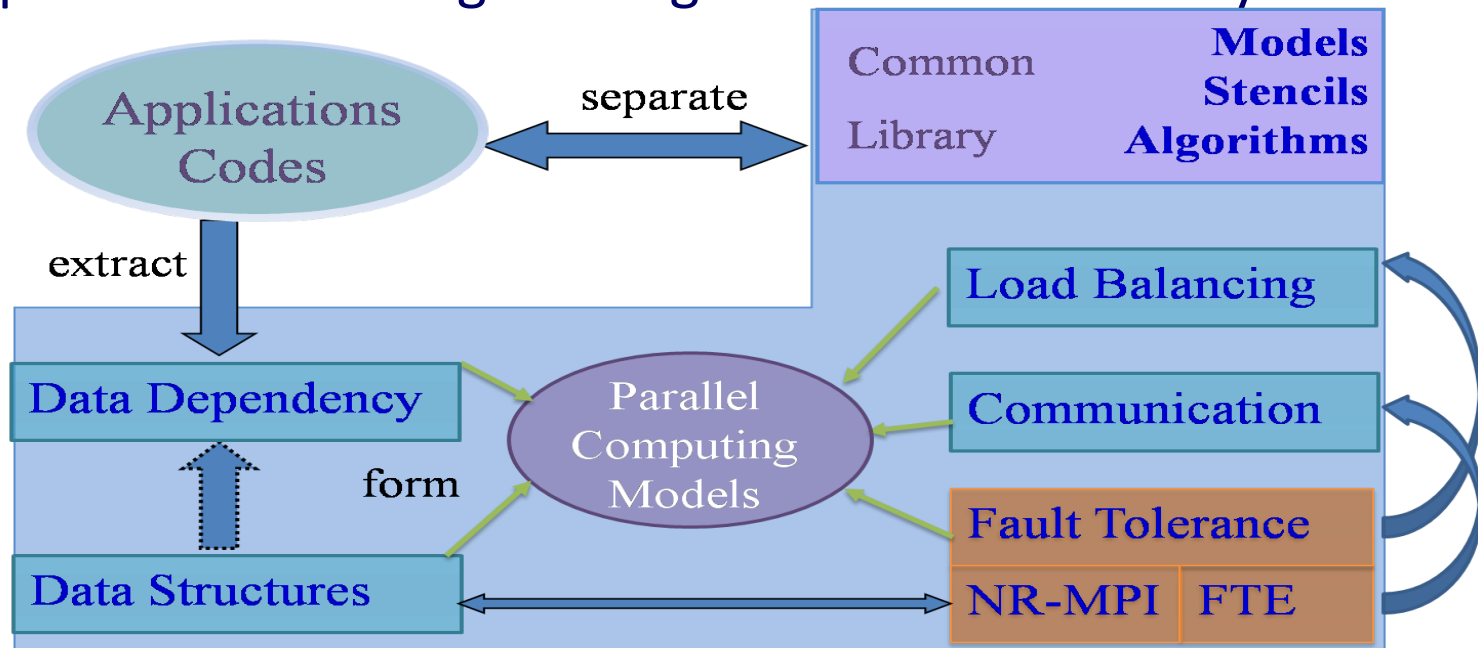 Applications
Codes
separate
Common
Library
Models
Stencils
Algorithms
extract
Load Balancing
Data Dependency
Parallel
Computing
Models
Communication
form
Fault Tolerance
Data Structures
NR-MPI
FTE